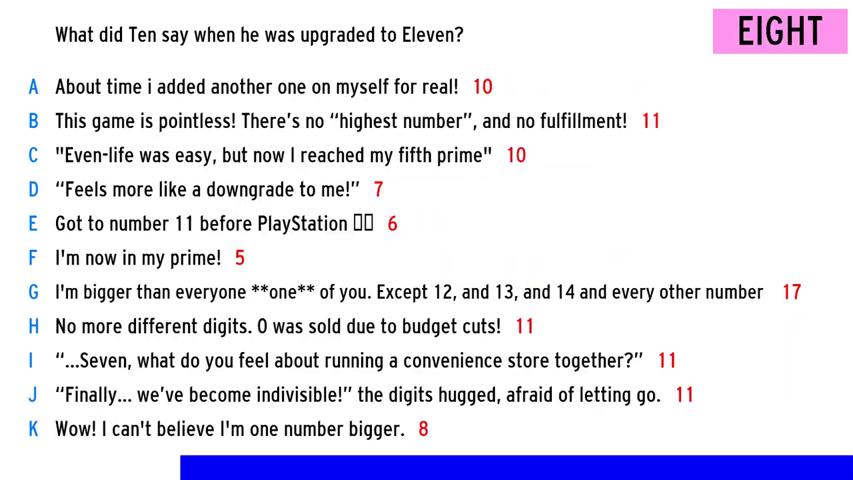 What did Ten say when he was upgraded to Eleven?
EIGHT
A About time i added another one on myself for real! 10
B This game is pointless! There's no “highest number”, and no fulfillment! 11
C "Even-life was easy, but now I reached my fifth prime" 10
D “Feels more like a downgrade to me!” 7
E Got to number 11 before PlayStation 6
F I'm now in my prime! 5
G I'm bigger than everyone **one** of you. Except 12, and 13, and 14 and every other number 17
H No more different digits. 0 was sold due to budget cuts! 11
I “...Seven, what do you feel about running a convenience store together?” 11
J “Finally... we've become indivisible!” the digits hugged, afraid of letting go. 11
K Wow! I can't believe I'm one number bigger. 8